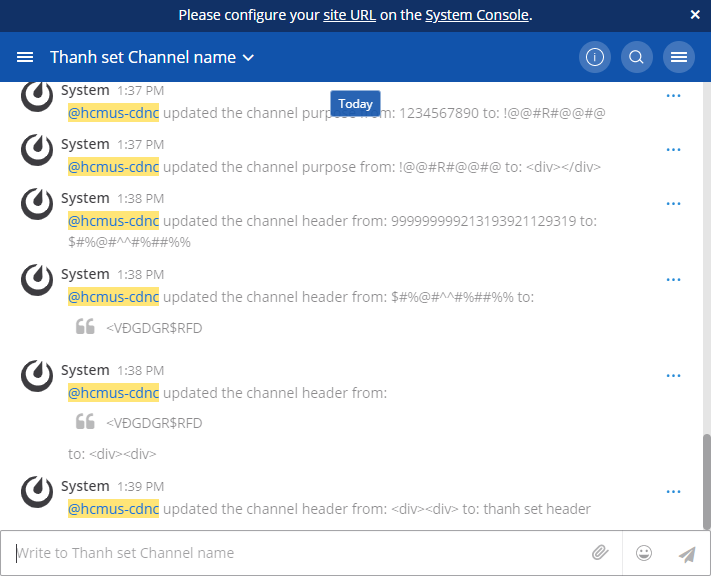 Please configure your site URL on the System Console.
×
Thanh set Channel name
System 1:37 PM
Today
@hcmus-cdnc updated the channel purpose from: 1234567890 to: !@@#R#@@#@
System 1:37 PM
@hcmus-cdnc updated the channel purpose from: !@@#R#@@#@ to: <div></div>
System 1:38 PM
@hcmus-cdnc updated the channel header from: 999999999213193921129319 to:
$#%@#^^#%##%%
System 1:38 PM
@hcmus-cdnc updated the channel header from: $#%@#^^#%##%% to:
<VĐGDGR$RFD
System 1:38 PM
@hcmus-cdnc updated the channel header from:
<VĐGDGR$RFD
to: <div><div>
System 1:39 PM
@hcmus-cdnc updated the channel header from: <div><div> to: thanh set header
Write to Thanh set Channel name